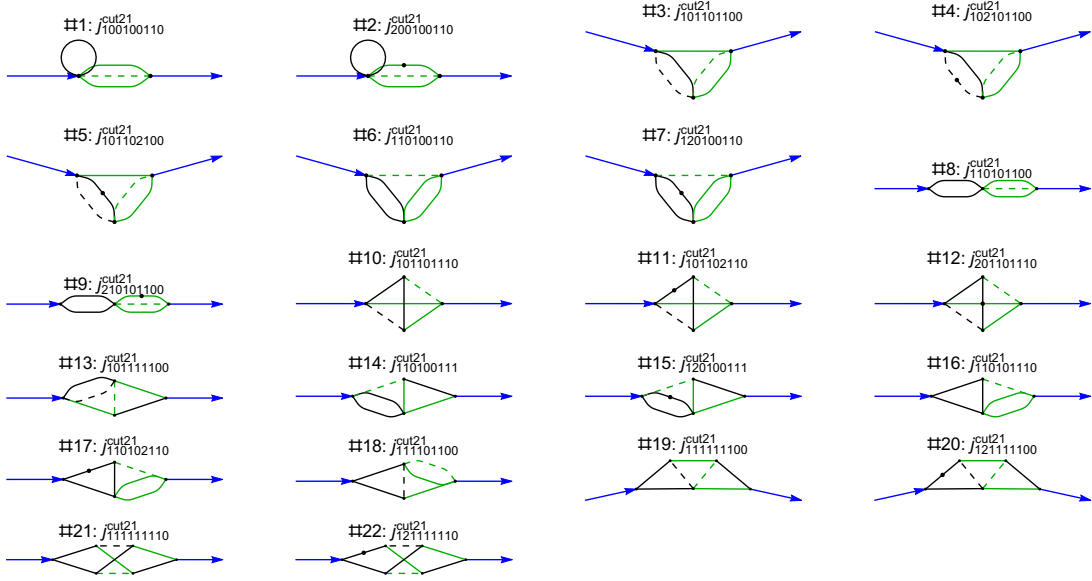 #1: j^cut21_100100110
#2: j^cut21_200100110
#3: j^cut21_101101100
#4: j^cut21_102101100
#5: j^cut21_101102100
#6: j^cut21_110100110
#7: j^cut21_120100110
#8: j^cut21_110101100
#9: j^cut21_210101100
#10: j^cut21_101101110
#11: j^cut21_101102110
#12: j^cut21_201101110
#13: j^cut21_101111100
#14: j^cut21_110100111
#15: j^cut21_120100111
#16: j^cut21_110101110
#17: j^cut21_110102110
#18: j^cut21_111101100
#19: j^cut21_111111100
#20: j^cut21_121111100
#21: j^cut21_111111110
#22: j^cut21_121111110